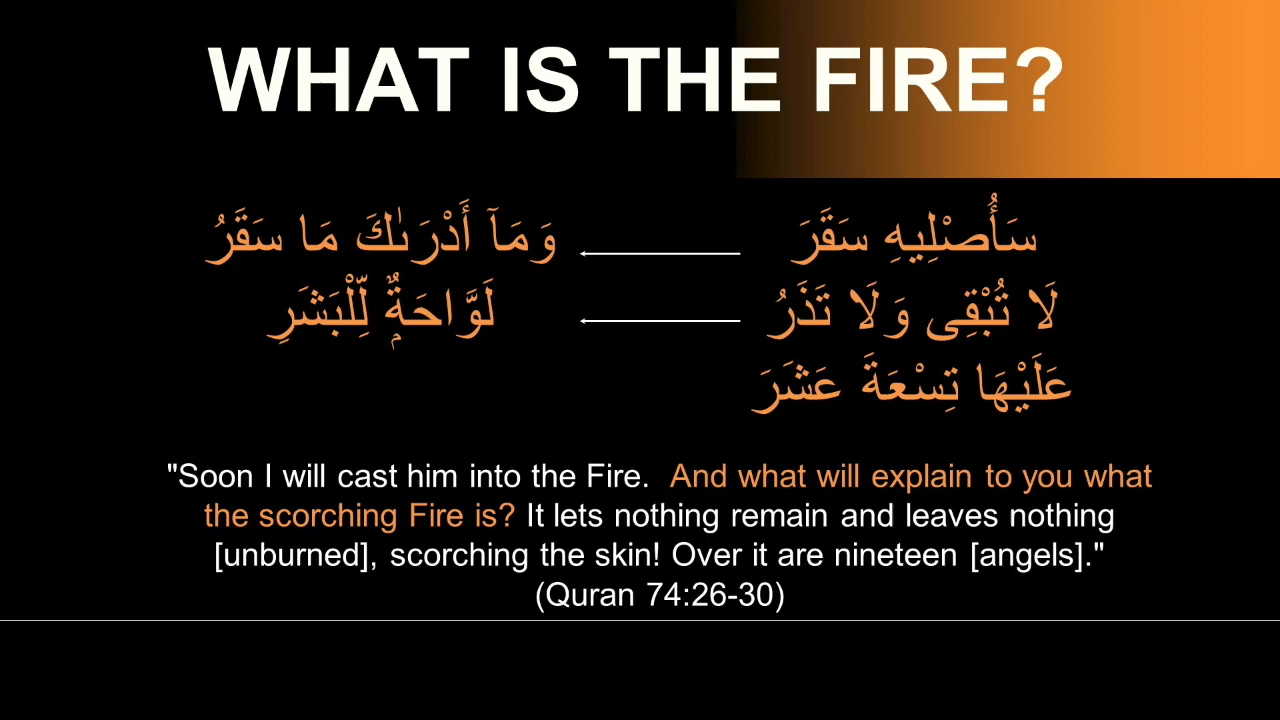 WHAT IS THE FIRE?
سَأُصْلِيهِ سَقَرَ
وَمَآ أَدْرَىٰكَ مَا سَقَرُ
لَا تُبْقِى وَلَا تَذَرُ
لَوَّاحَةٌۭ لِّلْبَشَرِ
عَلَيْهَا تِسْعَةَ عَشَرَ
"Soon I will cast him into the Fire. And what will explain to you what
the scorching Fire is? It lets nothing remain and leaves nothing
[unburned], scorching the skin! Over it are nineteen [angels]."
(Quran 74:26-30)